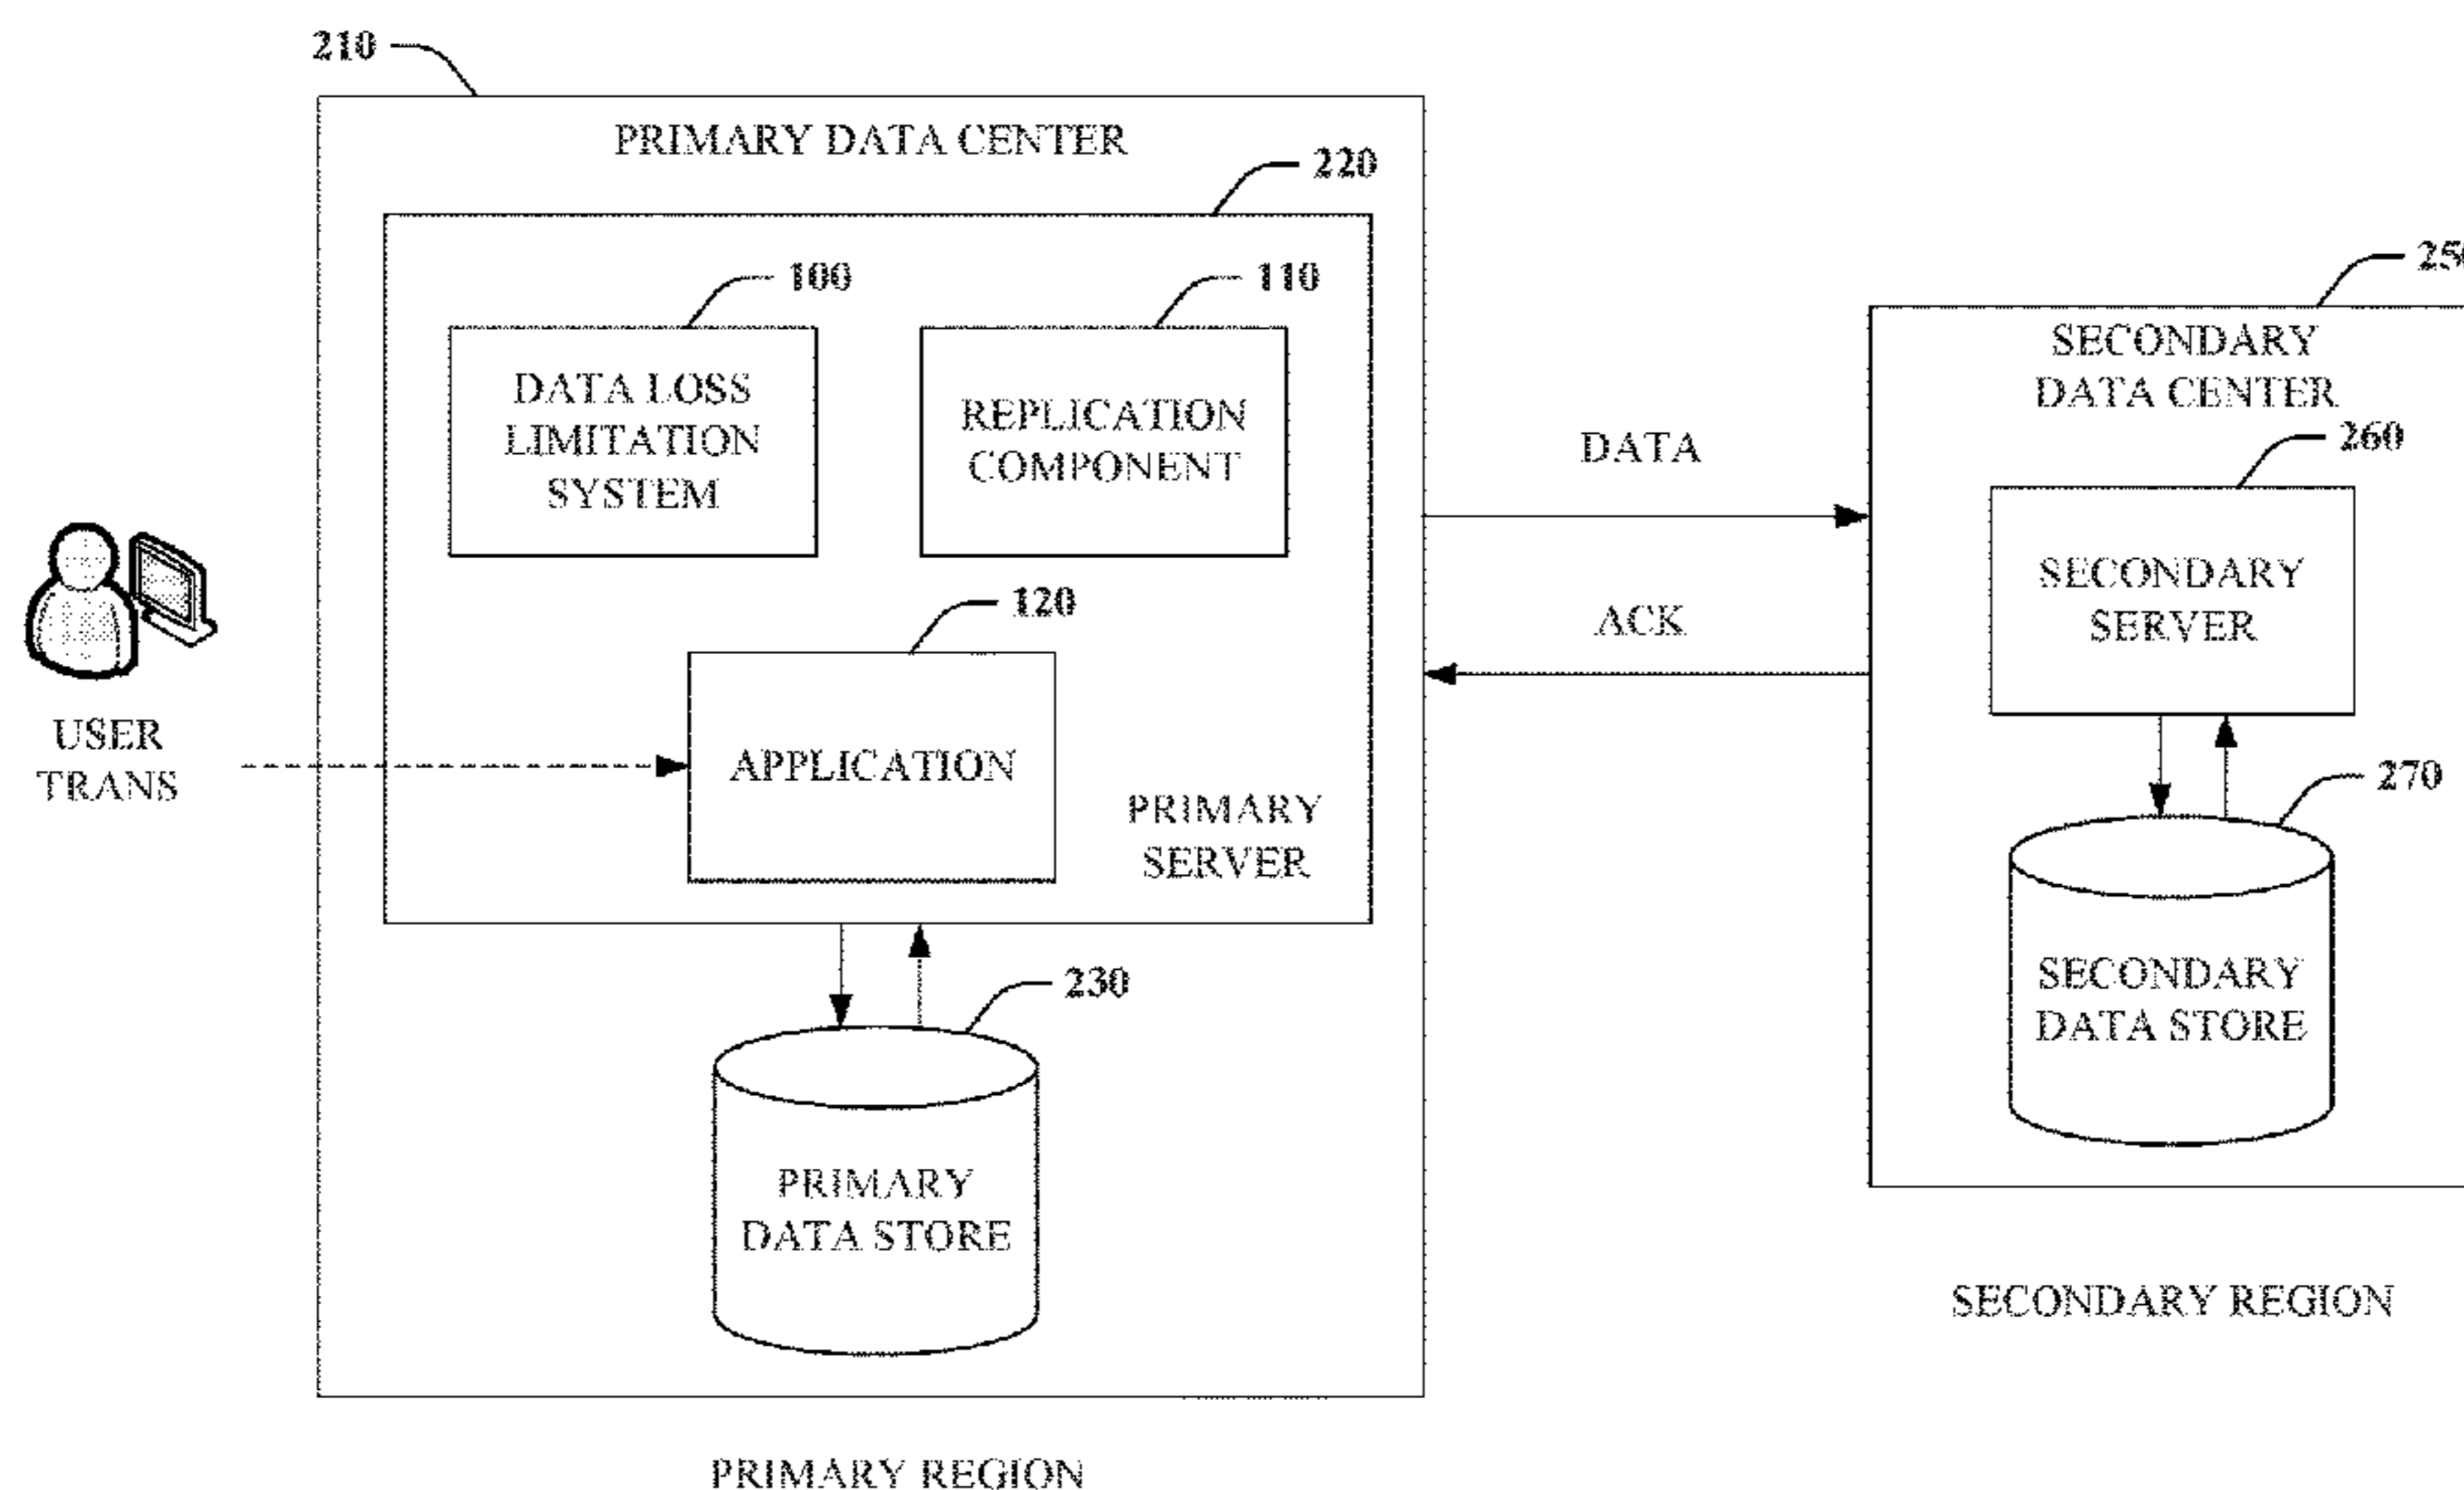 210
PRIMARY DATA CENTER
220
100
110
DATA LOSS
LIMITATION
SYSTEM
REPLICATION
COMPONENT
120
APPLICATION
PRIMARY
SERVER
USER
TRANS
230
PRIMARY
DATA STORE
PRIMARY REGION
DATA
ACK
SECONDARY
DATA CENTER
260
SECONDARY
SERVER
270
SECONDARY
DATA STORE
SECONDARY REGION